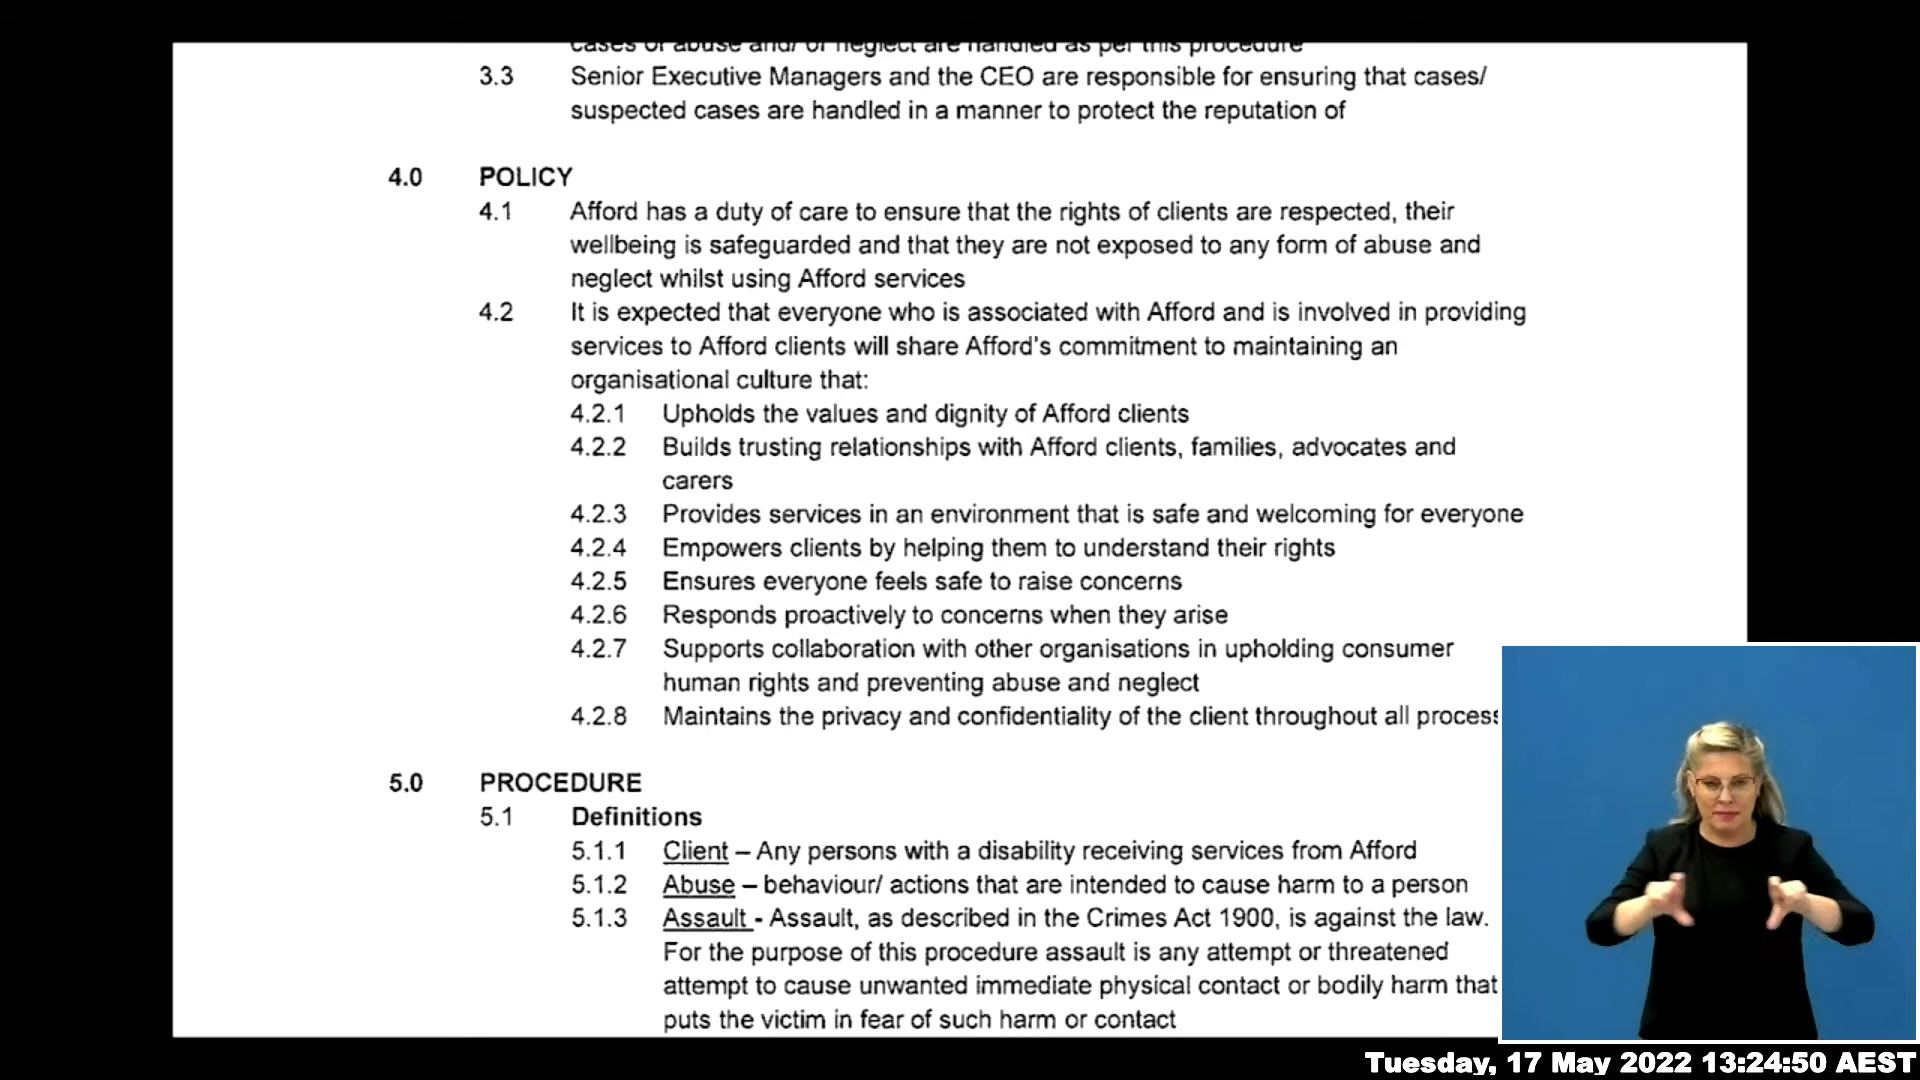 cases of abuse and/ or neglect are handled as per this procedure
3.3 Senior Executive Managers and the CEO are responsible for ensuring that cases/
suspected cases are handled in a manner to protect the reputation of
4.0 POLICY
4.1 Afford has a duty of care to ensure that the rights of clients are respected, their
wellbeing is safeguarded and that they are not exposed to any form of abuse and
neglect whilst using Afford services
4.2 It is expected that everyone who is associated with Afford and is involved in providing
services to Afford clients will share Afford's commitment to maintaining an
organisational culture that:
4.2.1 Upholds the values and dignity of Afford clients
4.2.2 Builds trusting relationships with Afford clients, families, advocates and
carers
4.2.3 Provides services in an environment that is safe and welcoming for everyone
4.2.4 Empowers clients by helping them to understand their rights
4.2.5 Ensures everyone feels safe to raise concerns
4.2.6 Responds proactively to concerns when they arise
4.2.7 Supports collaboration with other organisations in upholding consumer
human rights and preventing abuse and neglect
4.2.8 Maintains the privacy and confidentiality of the client throughout all
5.0 PROCEDURE
5.1 Definitions
5.1.1 Client – Any persons with a disability receiving services from Afford
5.1.2 Abuse – behaviour/ actions that are intended to cause harm to a person
5.1.3 Assault - Assault, as described in the Crimes Act 1900, is against the law.
For the purpose of this procedure assault is any attempt or threatened
attempt to cause unwanted immediate physical contact or bodily harm that
puts the victim in fear of such harm or contact
Tuesday, 17 May 2022 13:24:50 AEST